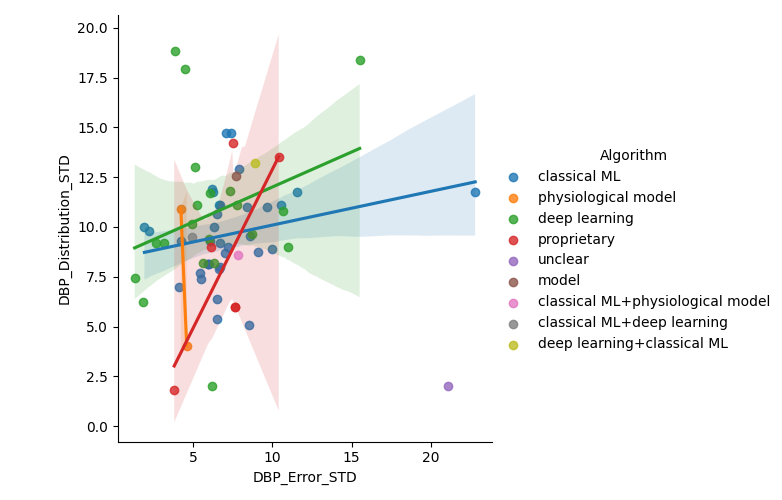 20.0
17.5
15.0
12.5
10.0
7.5
5.0
2.5
0.0
DBP_Distribution_STD
5
10
15
20
DBP_Error_STD
Algorithm
classical ML
physiological model
deep learning
proprietary
unclear
model
classical ML+physiological model
classical ML+deep learning
deep learning+classical ML